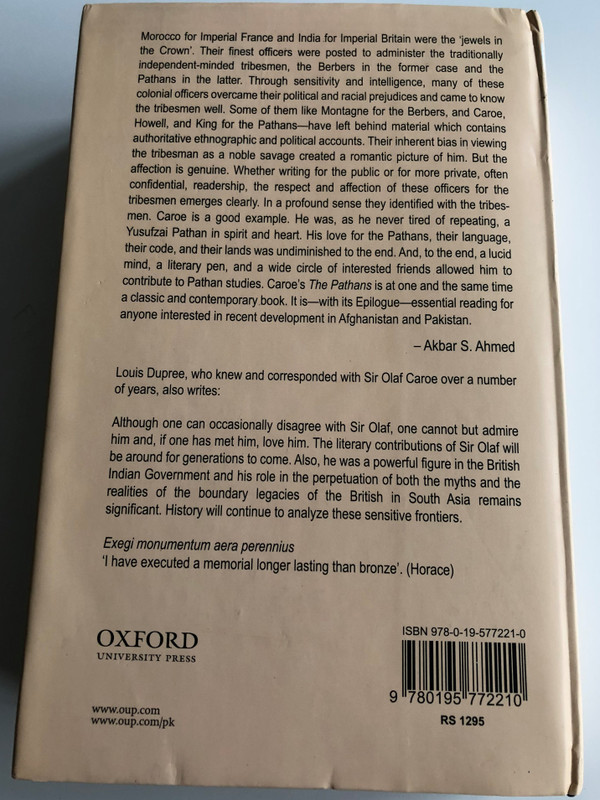 Morocco for Imperial France and India for Imperial Britain were the 'jewels in
the Crown'. Their finest officers were posted to administer the traditionally
independent-minded tribesmen, the Berbers in the former case and the
Pathans in the latter. Through sensitivity and intelligence, many of these
colonial officers overcame their political and racial prejudices and came to know
the tribesmen well. Some of them like Montagne for the Berbers, and Caroe,
Howell, and King for the Pathans—have left behind material which contains
authoritative ethnographic and political accounts. Their inherent bias in viewing
the tribesman as a noble savage created a romantic picture of him. But the
affection is genuine. Whether writing for the public or for more private, often
confidential, readership, the respect and affection of these officers for the
tribesmen emerges clearly. In a profound sense they identified with the tribes-
men. Caroe is a good example. He was, as he never tired of repeating, a
Yusufzai Pathan in spirit and heart. His love for the Pathans, their language,
their code, and their lands was undiminished to the end. And, to the end, a lucid
mind, a literary pen, and a wide circle of interested friends allowed him to
contribute to Pathan studies. Caroe's The Pathans is at one and the same time
a classic and contemporary book. It is—with its Epilogue—essential reading for
anyone interested in recent development in Afghanistan and Pakistan.
– Akbar S. Ahmed
Louis Dupree, who knew and corresponded with Sir Olaf Caroe over a number
of years, also writes:
Although one can occasionally disagree with Sir Olaf, one cannot but admire
him and, if one has met him, love him. The literary contributions of Sir Olaf will
be around for generations to come. Also, he was a powerful figure in the British
Indian Government and his role in the perpetuation of both the myths and the
realities of the boundary legacies of the British in South Asia remains
significant. History will continue to analyze these sensitive frontiers.
Exegi monumentum aera perennius
'I have executed a memorial longer lasting than bronze'. (Horace)
OXFORD
UNIVERSITY PRESS
www.oup.com
www.oup.com/pk
ISBN 978-0-19-577221-0
9 780195 772210
RS 1295